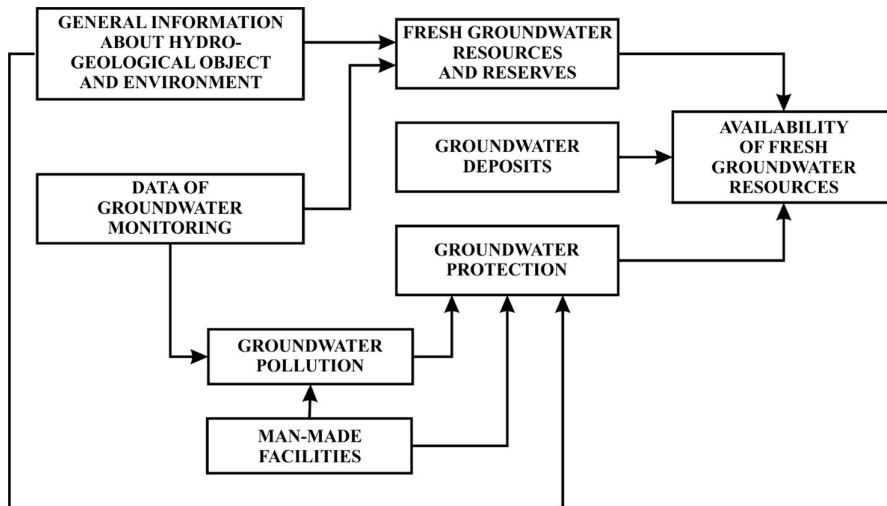 GENERAL INFORMATION
ABOUT HYDRO-
GEOLOGICAL OBJECT
AND ENVIRONMENT
FRESH GROUNDWATER
RESOURCES
AND RESERVES
GROUNDWATER
DEPOSITS
AVAILABILITY
OF FRESH
GROUNDWATER
RESOURCES
DATA OF
GROUNDWATER
MONITORING
GROUNDWATER
PROTECTION
GROUNDWATER
POLLUTION
MAN-MADE
FACILITIES